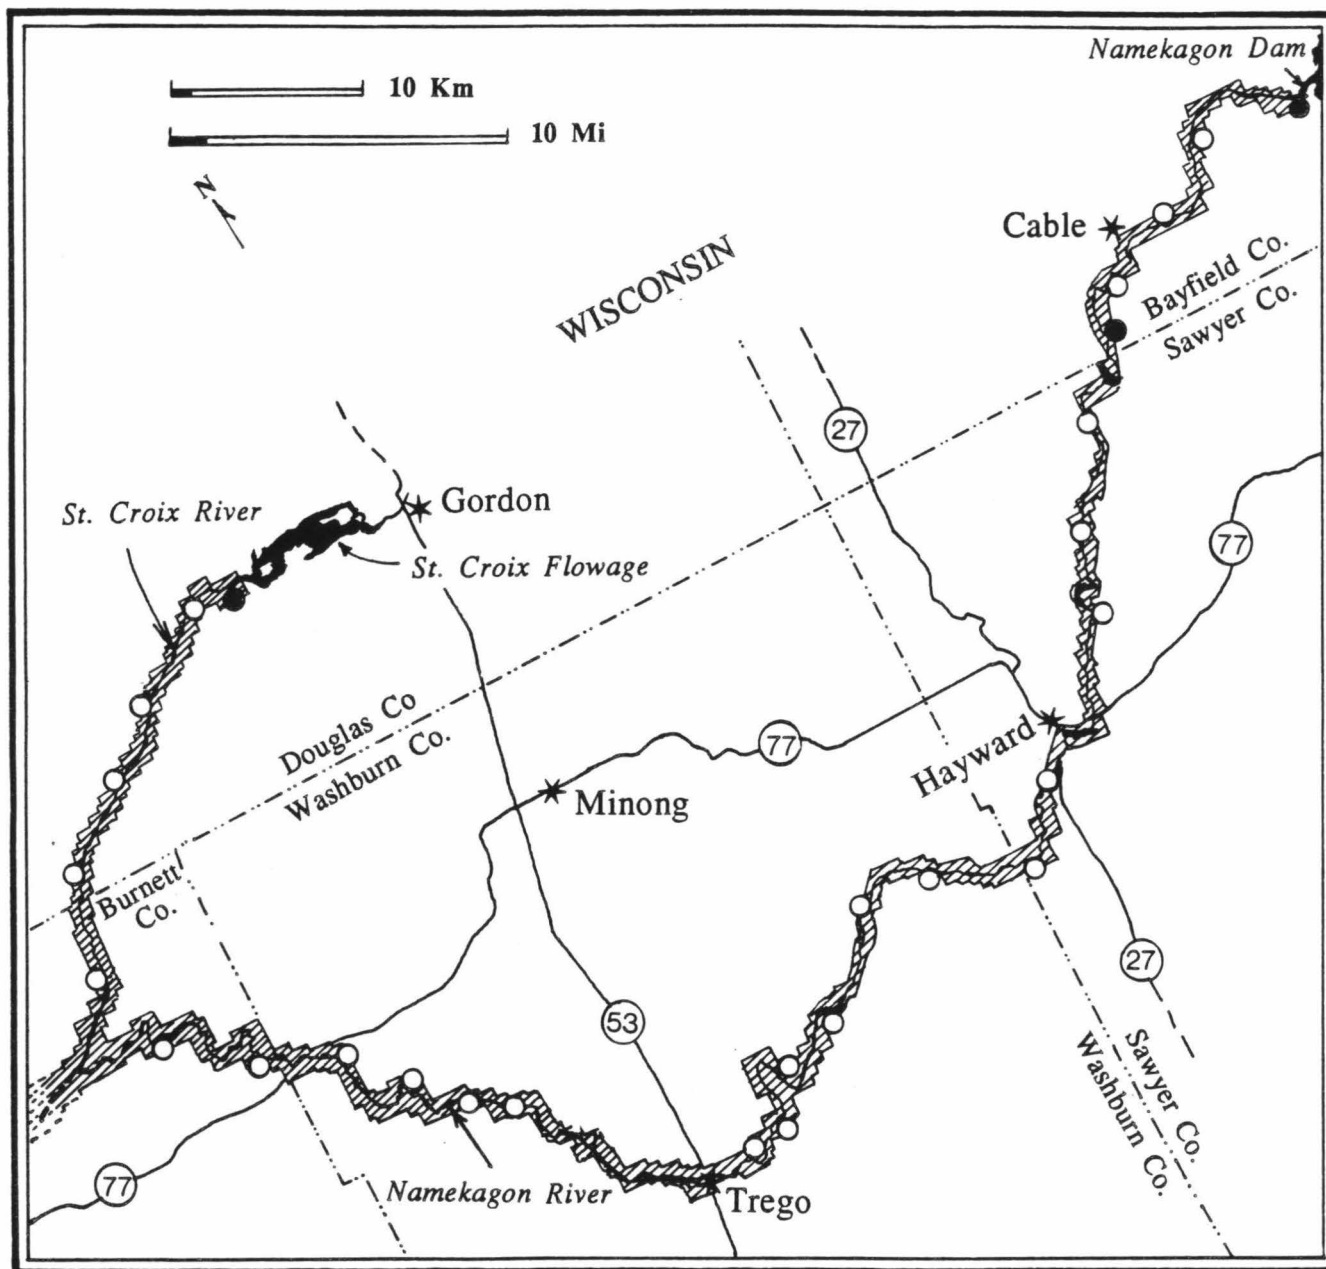 Namekagon Dam
10 Km
10 Mi
N
Cable
WISCONSIN
Bayfield Co.
Sawyer Co.
27
Gordon
St. Croix River
St. Croix Flowage
77
Douglas Co
Washburn Co.
77
Hayward
Minong
Burnett
Co.
27
53
Sawyer Co.
Washburn Co.
77
Namekagon River
Trego